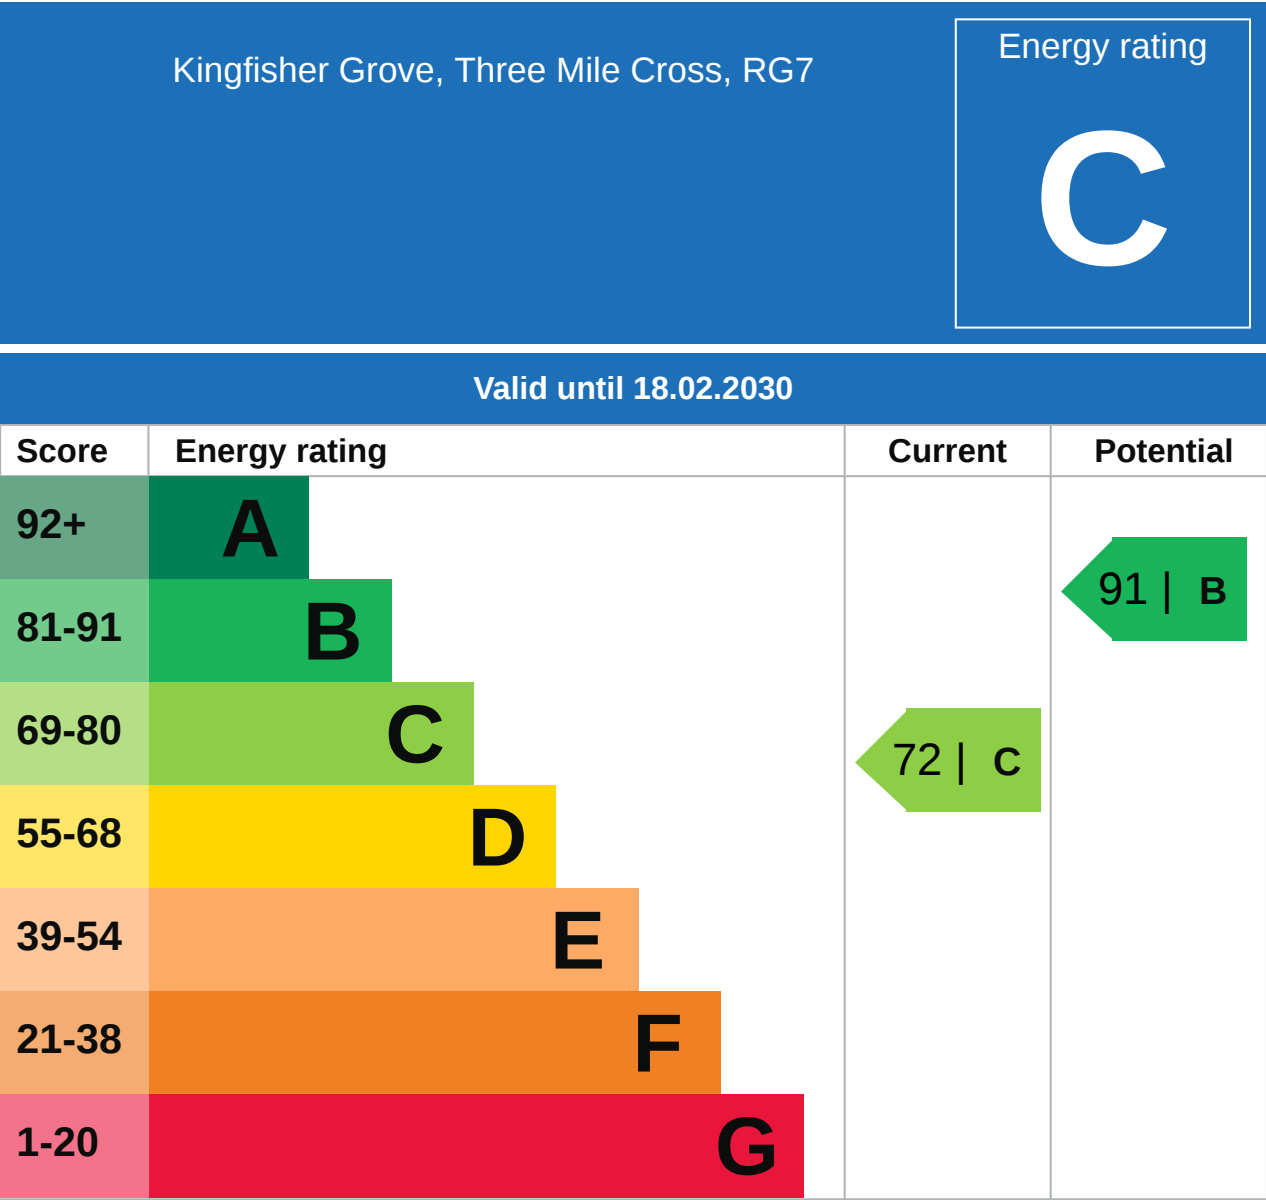 Kingfisher Grove, Three Mile Cross, RG7
Energy rating
C
Valid until 18.02.2030
Score Energy rating Current Potential
92+ A
91 | B
81-91 B
69-80 C
72 | C
55-68 D
39-54 E
21-38 F
1-20 G